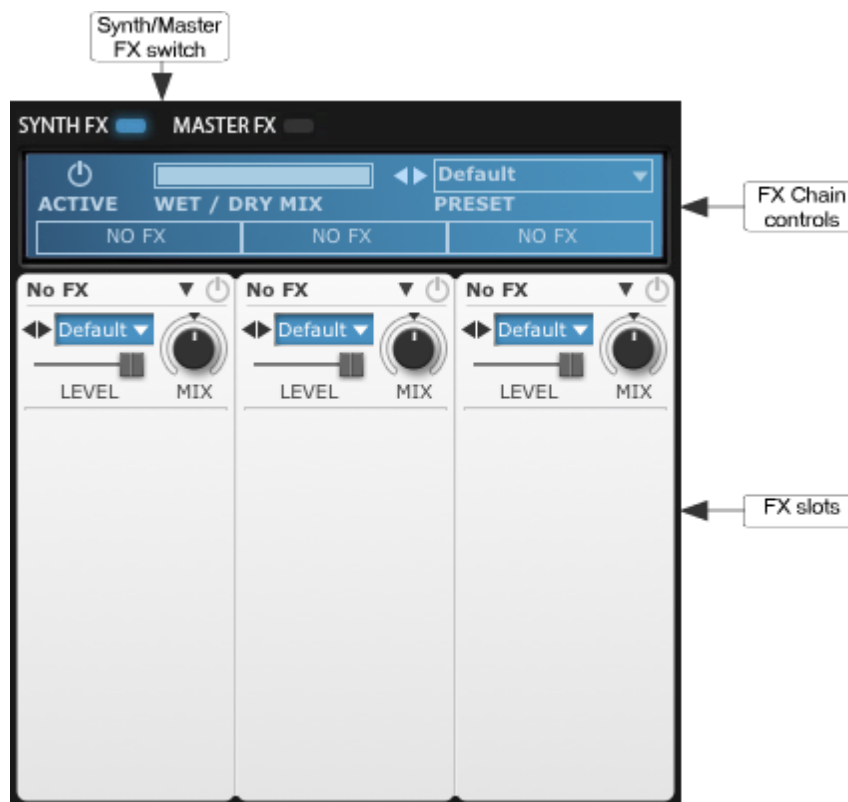 Synth/Master
FX switch
SYNTH FX MASTER FX
Default
ACTIVE WET / DRY MIX PRESET
NO FX NO FX NO FX
FX Chain
controls
No FX No FX No FX
Default Default Default
LEVEL MIX LEVEL MIX LEVEL MIX
FX slots